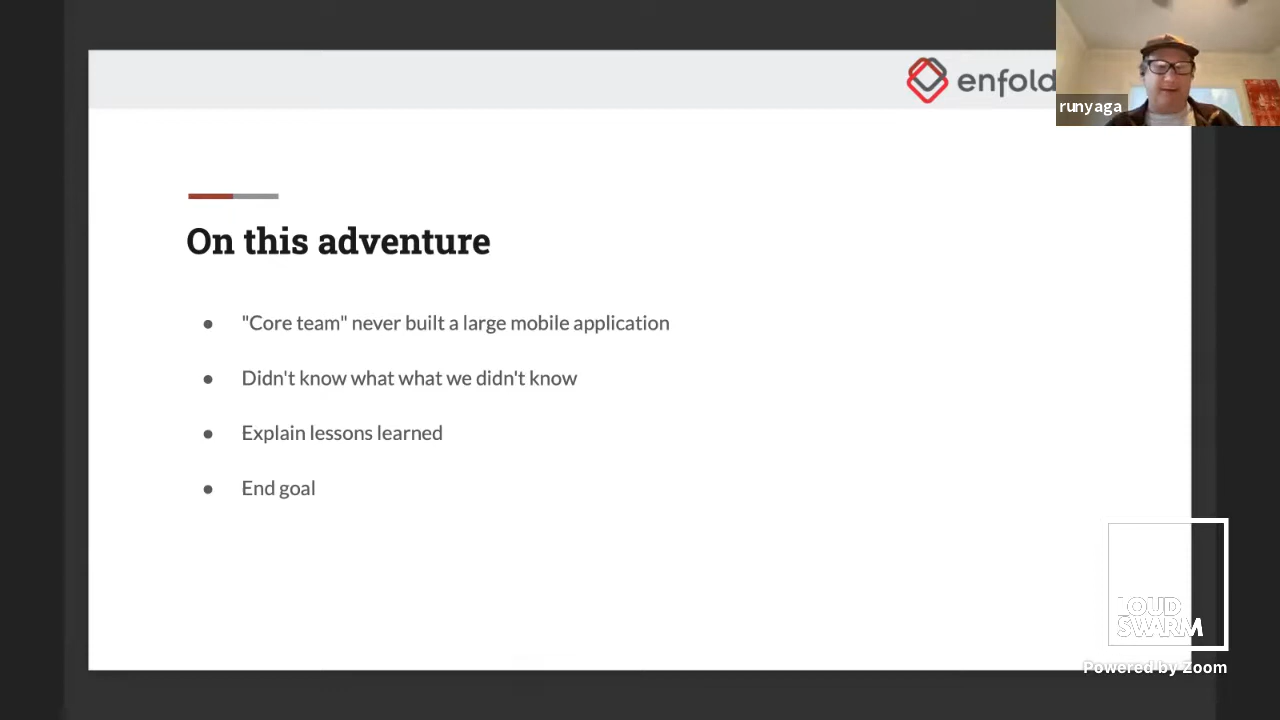 enfold
runyaga
On this adventure
"Core team" never built a large mobile application
Didn't know what what we didn't know
Explain lessons learned
End goal
LOUD
SWARM
Powered by Zoom